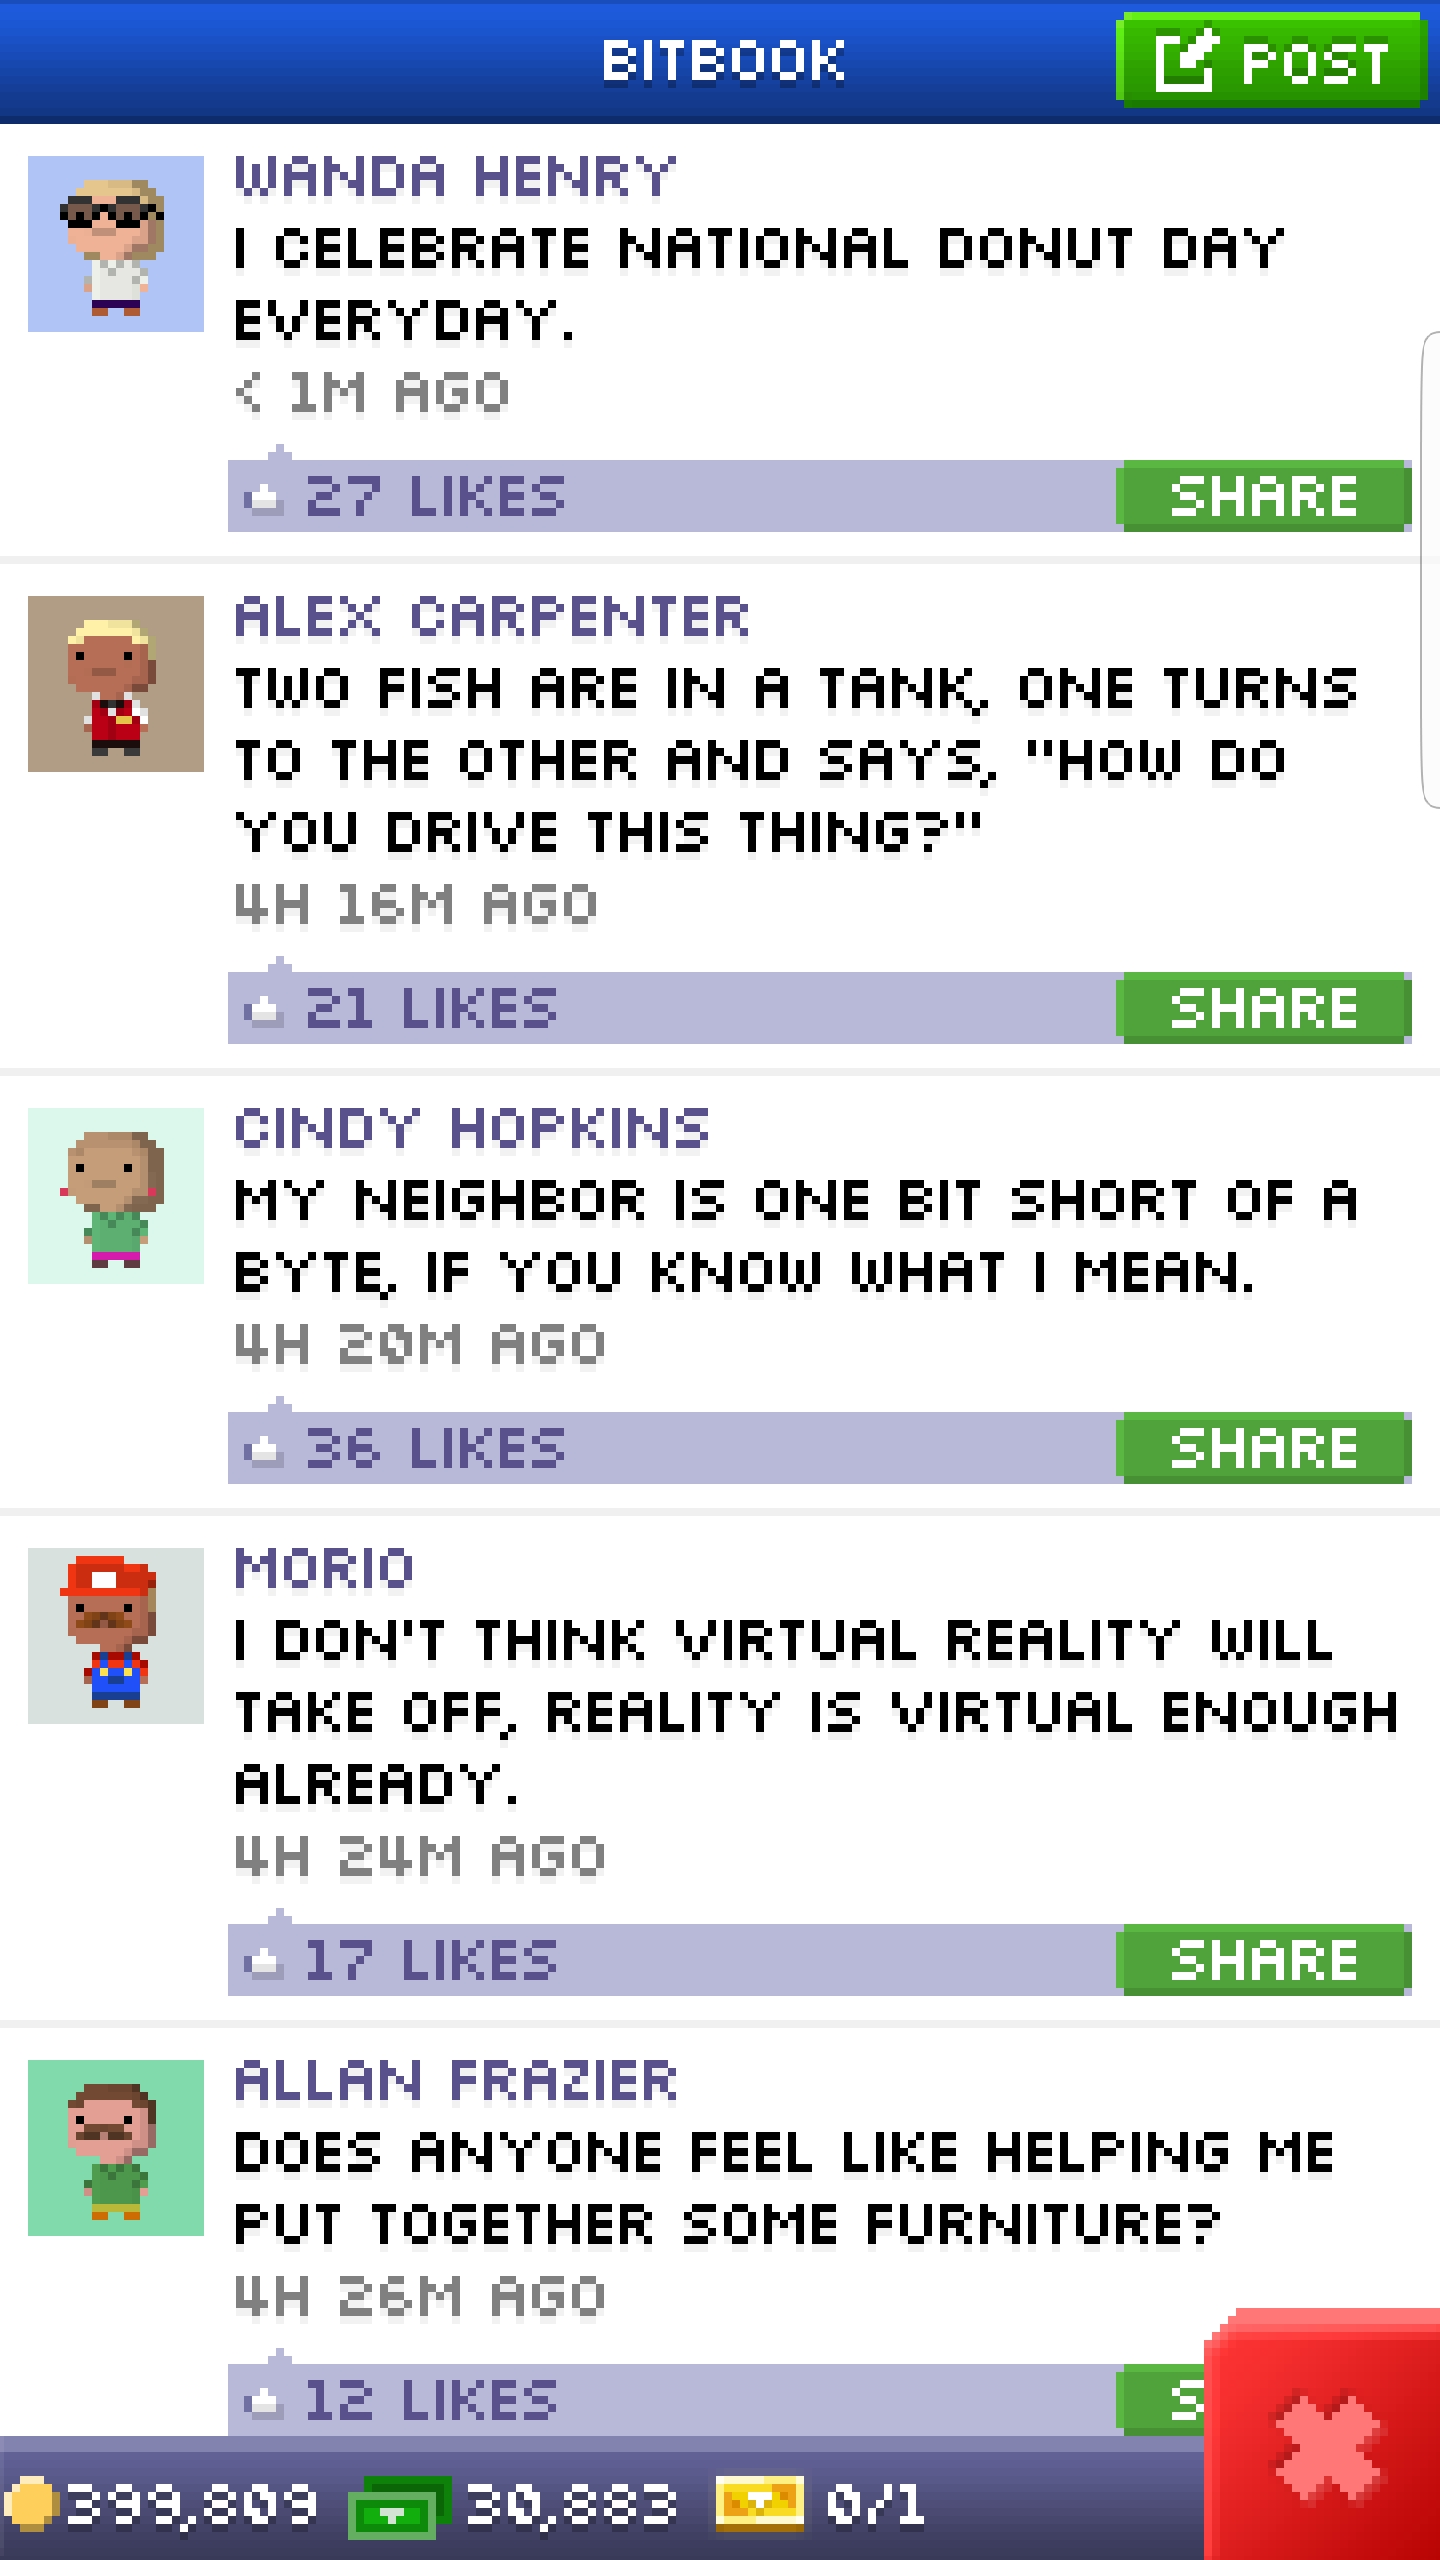 BITBOOK
POST
WANDA HENRY
I CELEBRATE NATIONAL DONUT DAY
EVERYDAY.
< 1M AGO
27 LIKES
SHARE
ALEX CARPENTER
TWO FISH ARE IN A TANK, ONE TURNS
TO THE OTHER AND SAYS, "HOW DO
YOU DRIVE THIS THING?"
4H 16M AGO
21 LIKES
SHARE
CINDY HOPKINS
MY NEIGHBOR IS ONE BIT SHORT OF A
BYTE, IF YOU KNOW WHAT I MEAN.
4H 20M AGO
36 LIKES
SHARE
MORIO
I DON'T THINK VIRTUAL REALITY WILL
TAKE OFF, REALITY IS VIRTUAL ENOUGH
ALREADY.
4H 24M AGO
17 LIKES
SHARE
ALLAN FRAZIER
DOES ANYONE FEEL LIKE HELPING ME
PUT TOGETHER SOME FURNITURE?
4H 26M AGO
12 LIKES
S
399,809
30,883
0/1